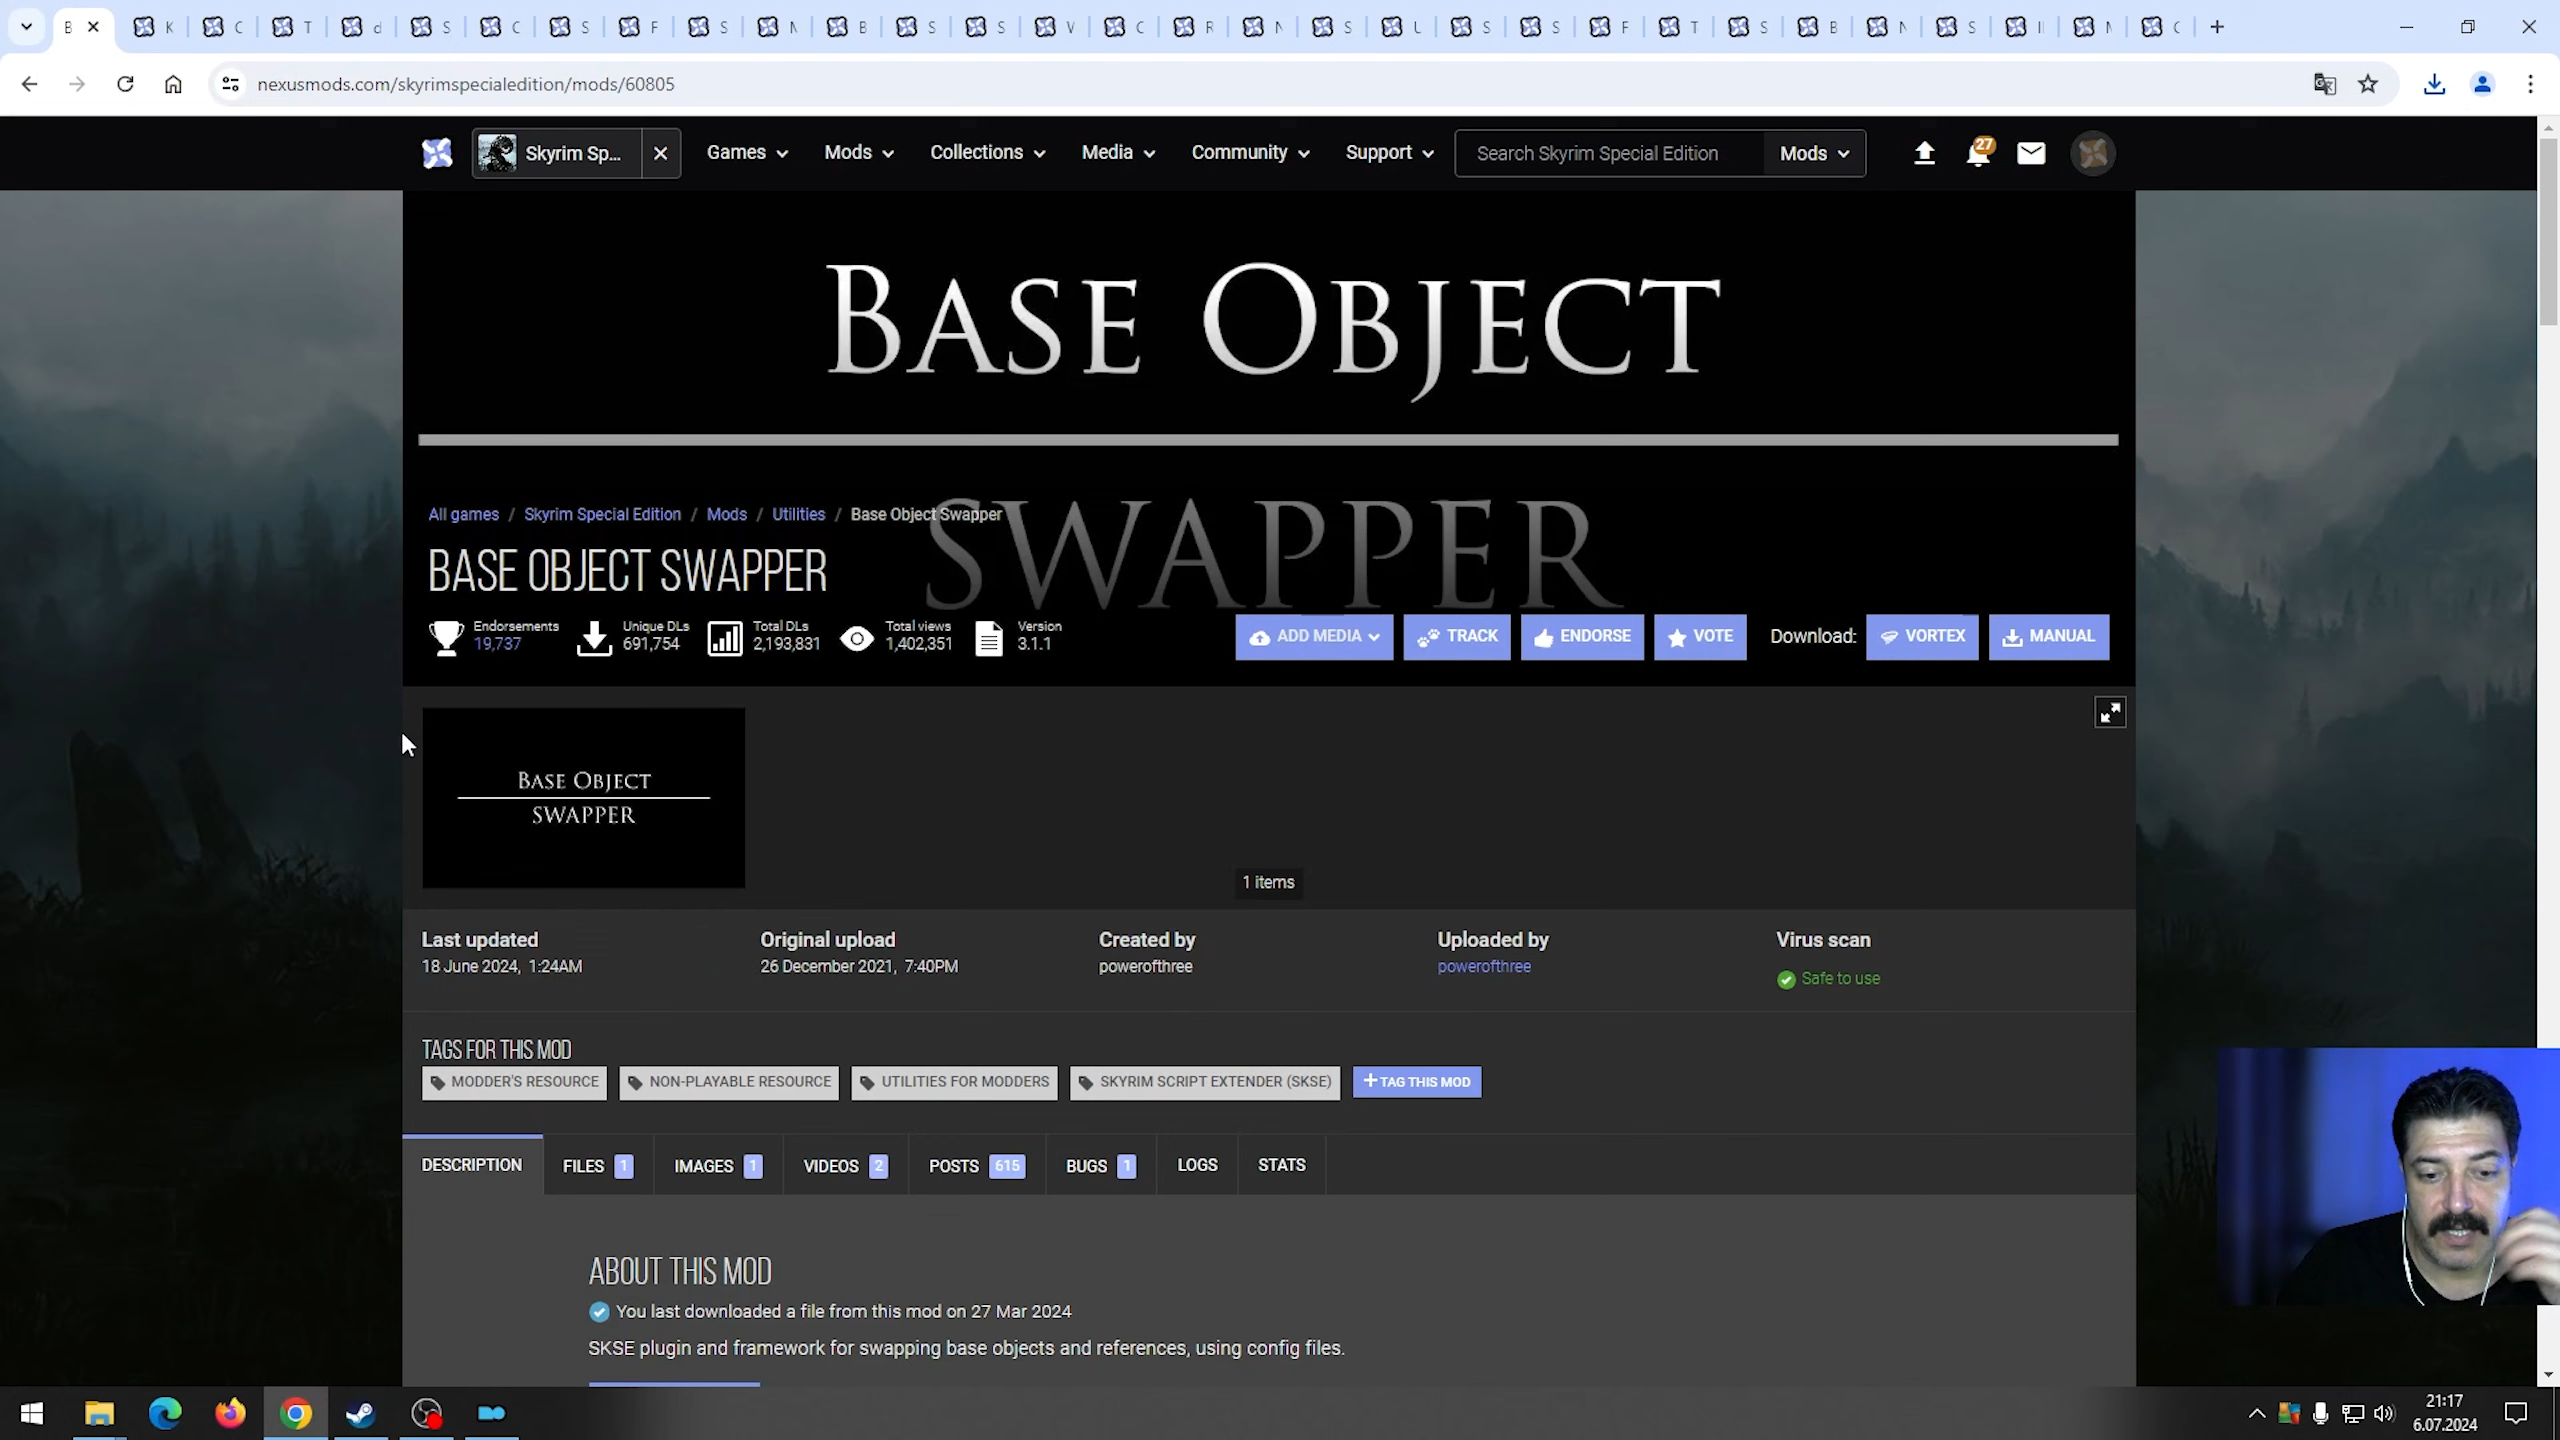 B K C T d S C S F S N B S S V C R N S U S S F T S B N S I N C
nexusmods.com/skyrimspecialedition/mods/60805
Skyrim Sp... Games Mods Collections Media Community Support Search Skyrim Special Edition Mods 27
BASE OBJECT
SWAPPER
All games / Skyrim Special Edition / Mods / Utilities / Base Object Swapper
BASE OBJECT SWAPPER
Endorsements Unique DLs Total DLs Total views Version
19,737 691,754 2,193,831 1,402,351 3.1.1
ADD MEDIA TRACK ENDORSE VOTE Download: VORTEX MANUAL
BASE OBJECT
SWAPPER
1 items
Last updated Original upload Created by Uploaded by Virus scan
18 June 2024, 1:24AM 26 December 2021, 7:40PM powerofthree powerofthree Safe to use
TAGS FOR THIS MOD
MODDER'S RESOURCE NON-PLAYABLE RESOURCE UTILITIES FOR MODDERS SKYRIM SCRIPT EXTENDER (SKSE) +TAG THIS MOD
DESCRIPTION FILES 1 IMAGES 1 VIDEOS 2 POSTS 615 BUGS 1 LOGS STATS
ABOUT THIS MOD
You last downloaded a file from this mod on 27 Mar 2024
SKSE plugin and framework for swapping base objects and references, using config files.
21:17
6.07.2024